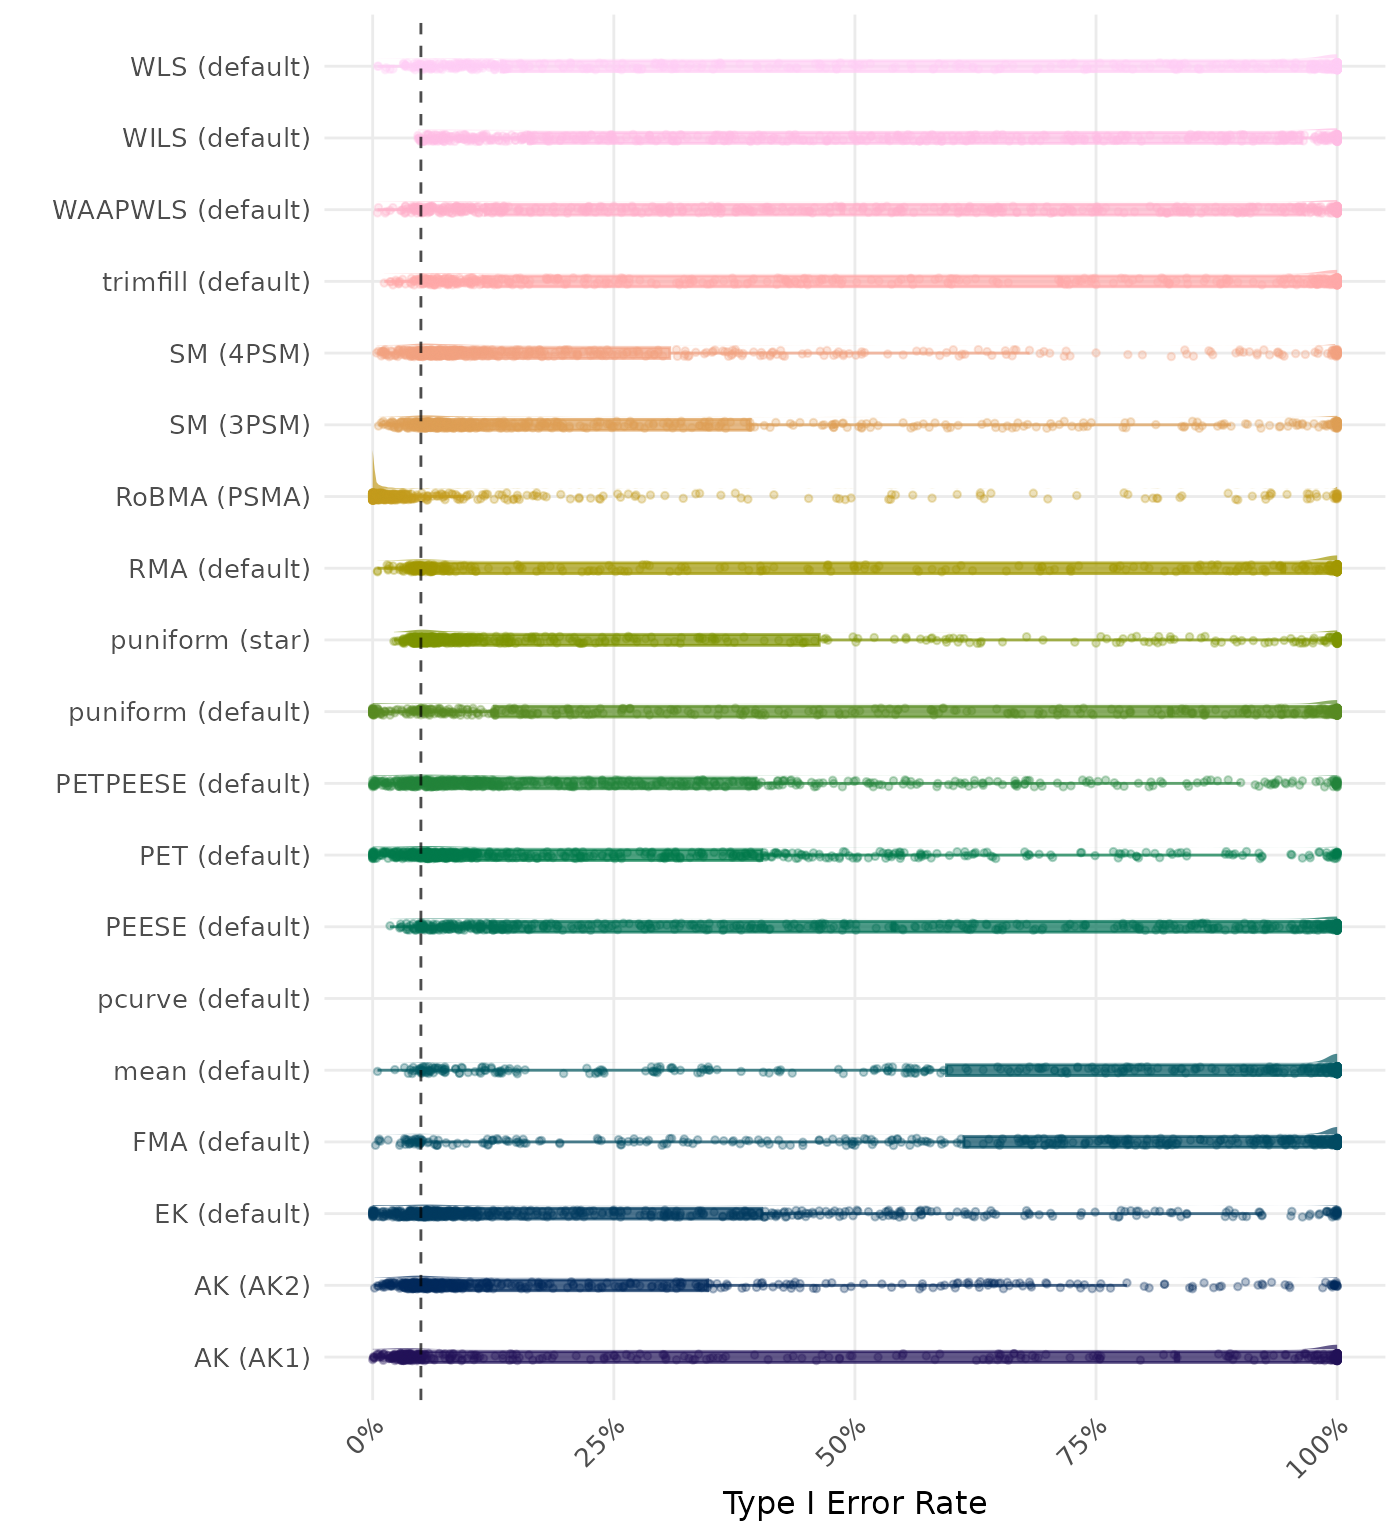 WLS (default)
WILS (default)
WAAPWLS (default)
trimfill (default)
SM (4PSM)
SM (3PSM)
RoBMA (PSMA)
RMA (default)
puniform (star)
puniform (default)
PETPEESE (default)
PET (default)
PEESE (default)
pcurve (default)
mean (default)
FMA (default)
EK (default)
AK (AK2)
AK (AK1)
0%
25%
50%
75%
100%
Type I Error Rate